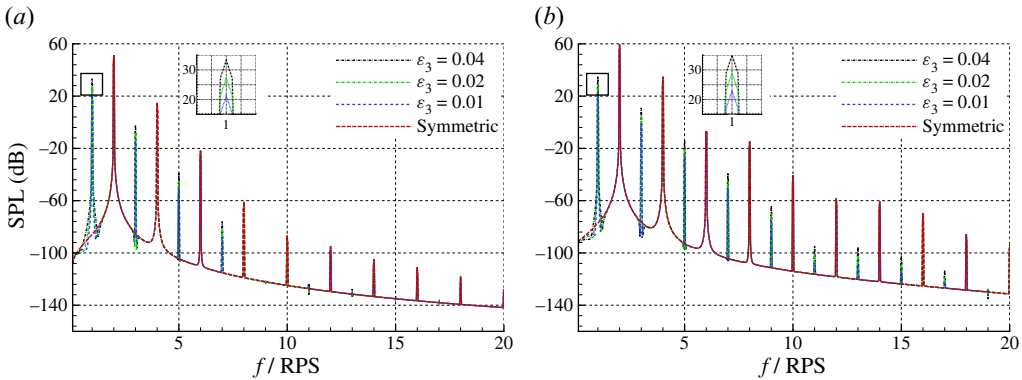 (a)
(b)
60
20
−20
−60
−100
−140
SPL (dB)
5
10
15
20
f / RPS
30
20
1
ε3 = 0.04
ε3 = 0.02
ε3 = 0.01
Symmetric
60
20
−20
−60
−100
−140
5
10
15
20
f / RPS
30
20
1
ε3 = 0.04
ε3 = 0.02
ε3 = 0.01
Symmetric